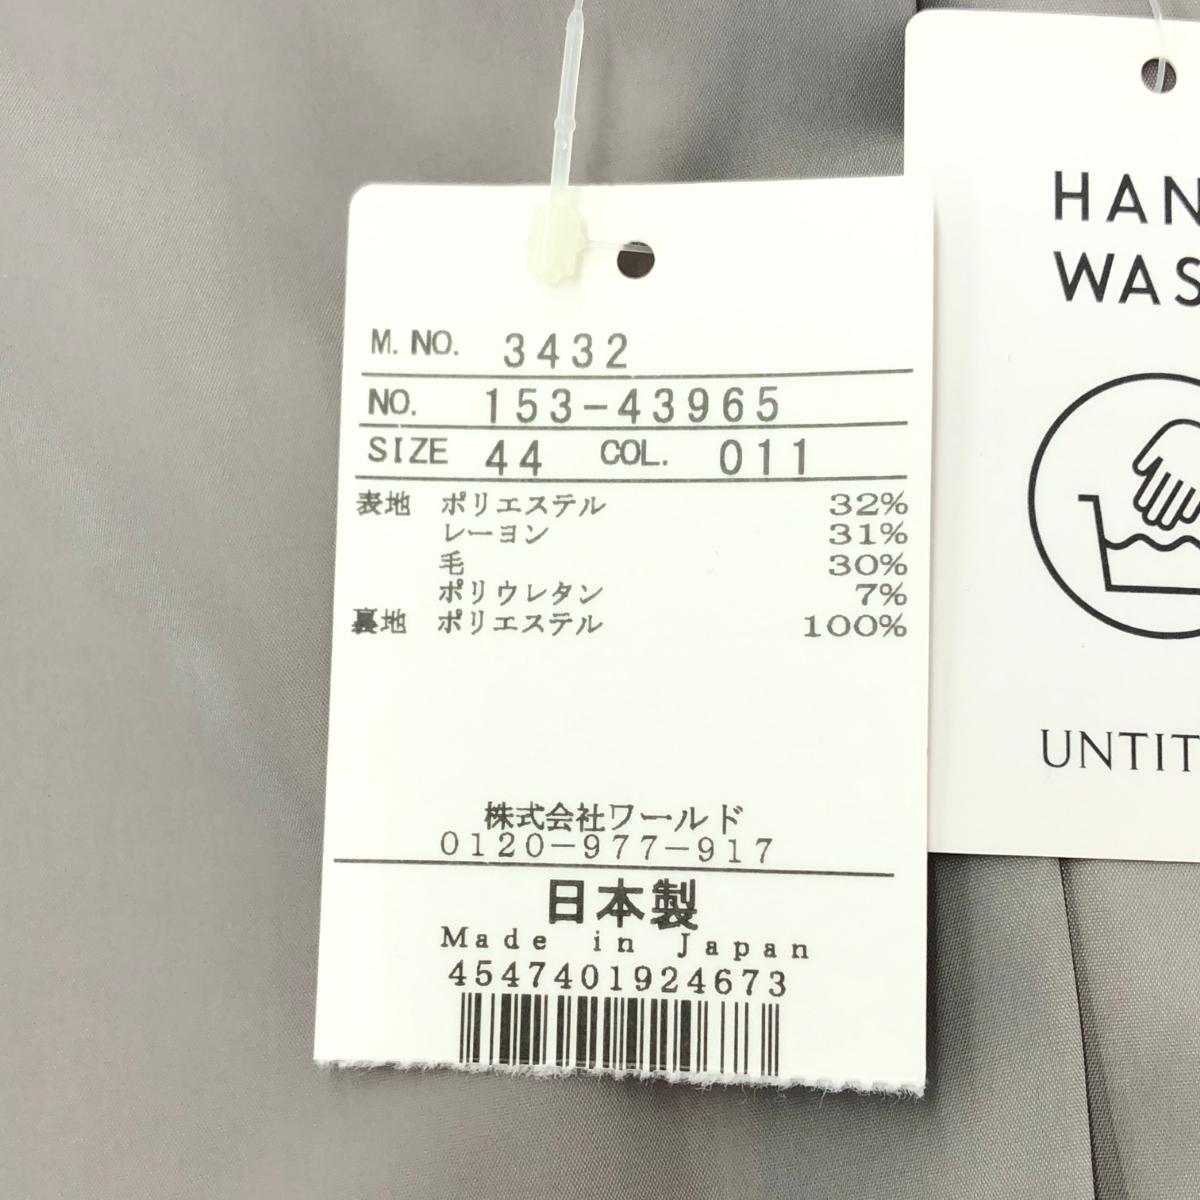 M. NO. 3432
NO. 153-43965
SIZE 44 COL. 011
表地 ポリエステル 32%
レーヨン 31%
毛 30%
ポリウレタン 7%
裏地 ポリエステル 100%
株式会社ワールド
0120-977-917
日本製
Made in Japan
4547401924673
HAN
WAS
UNTIT